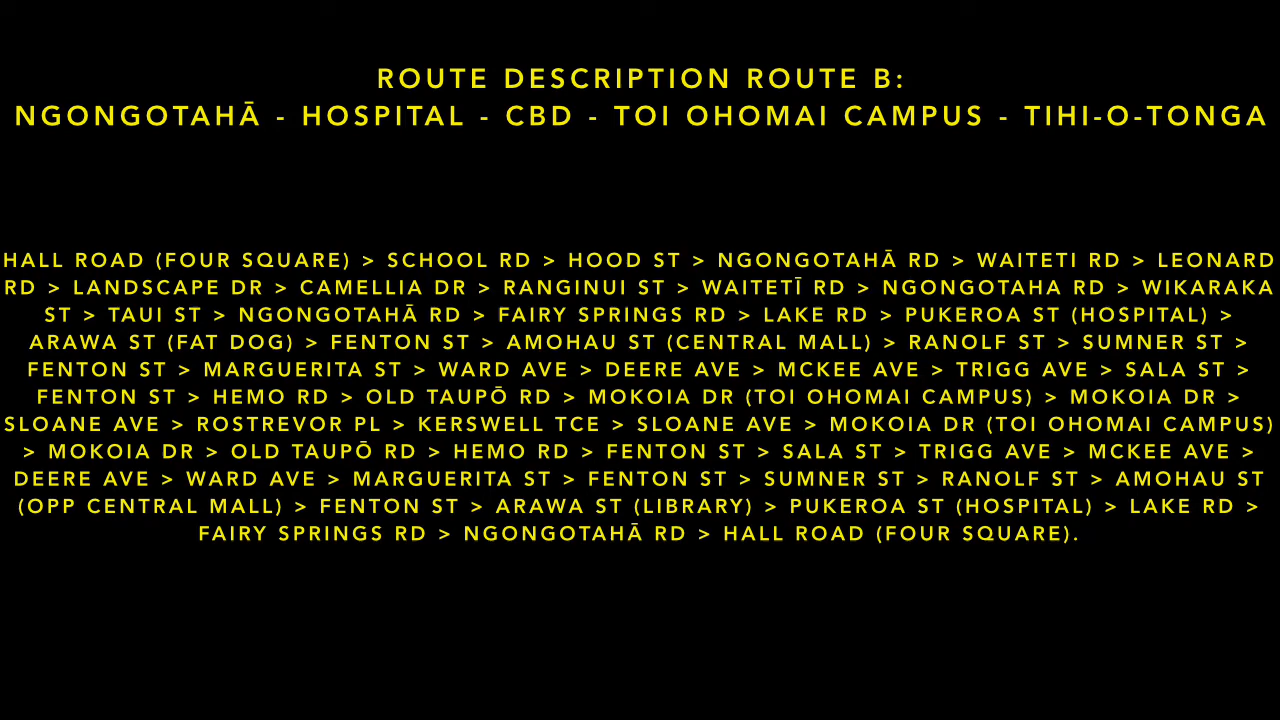 ROUTE DESCRIPTION ROUTE B:
NGONGOTAHĀ - HOSPITAL - CBD - TOI OHOMAI CAMPUS - TIHI-O-TONGA
HALL ROAD (FOUR SQUARE) > SCHOOL RD > HOOD ST > NGONGOTAHĀ RD > WAITETI RD > LEONARD
RD > LANDSCAPE DR > CAMELLIA DR > RANGINUI ST > WAITETĪ RD > NGONGOTAHA RD > WIKARAKA
ST > TAUI ST > NGONGOTAHĀ RD > FAIRY SPRINGS RD > LAKE RD > PUKEROA ST (HOSPITAL) >
ARAWA ST (FAT DOG) > FENTON ST > AMOHAU ST (CENTRAL MALL) > RANOLF ST > SUMNER ST >
FENTON ST > MARGUERITA ST > WARD AVE > DEERE AVE > MCKEE AVE > TRIGG AVE > SALA ST >
FENTON ST > HEMO RD > OLD TAUPŌ RD > MOKOIA DR (TOI OHOMAI CAMPUS) > MOKOIA DR >
SLOANE AVE > ROSTREVOR PL > KERSWELL TCE > SLOANE AVE > MOKOIA DR (TOI OHOMAI CAMPUS)
> MOKOIA DR > OLD TAUPŌ RD > HEMO RD > FENTON ST > SALA ST > TRIGG AVE > MCKEE AVE >
DEERE AVE > WARD AVE > MARGUERITA ST > FENTON ST > SUMNER ST > RANOLF ST > AMOHAU ST
(OPP CENTRAL MALL) > FENTON ST > ARAWA ST (LIBRARY) > PUKEROA ST (HOSPITAL) > LAKE RD >
FAIRY SPRINGS RD > NGONGOTAHĀ RD > HALL ROAD (FOUR SQUARE).